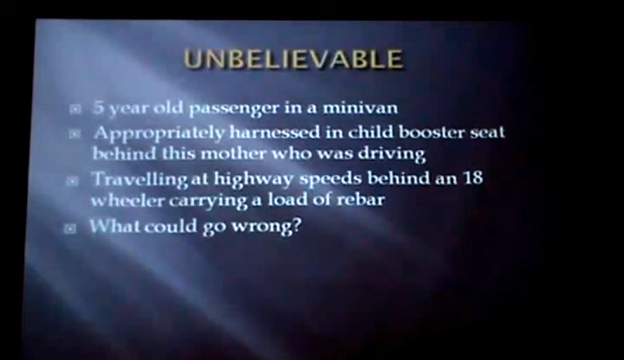 UNBELIEVABLE
5 year old passenger in a minivan
Appropriately harnessed in child booster seat
behind this mother who was driving
Travelling at highway speeds behind an 18
wheeler carrying a load of rebar
What could go wrong?